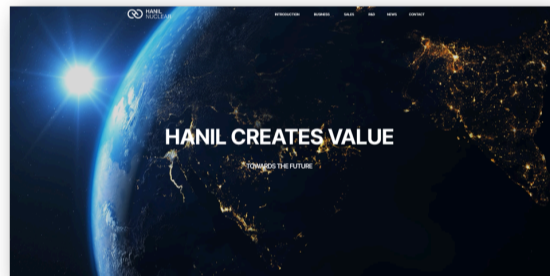 HANIL
NUCLEAR
INTRODUCTION BUSINESS SALES R&D NEWS CONTACT
HANIL CREATES VALUE
TOWARDS THE FUTURE